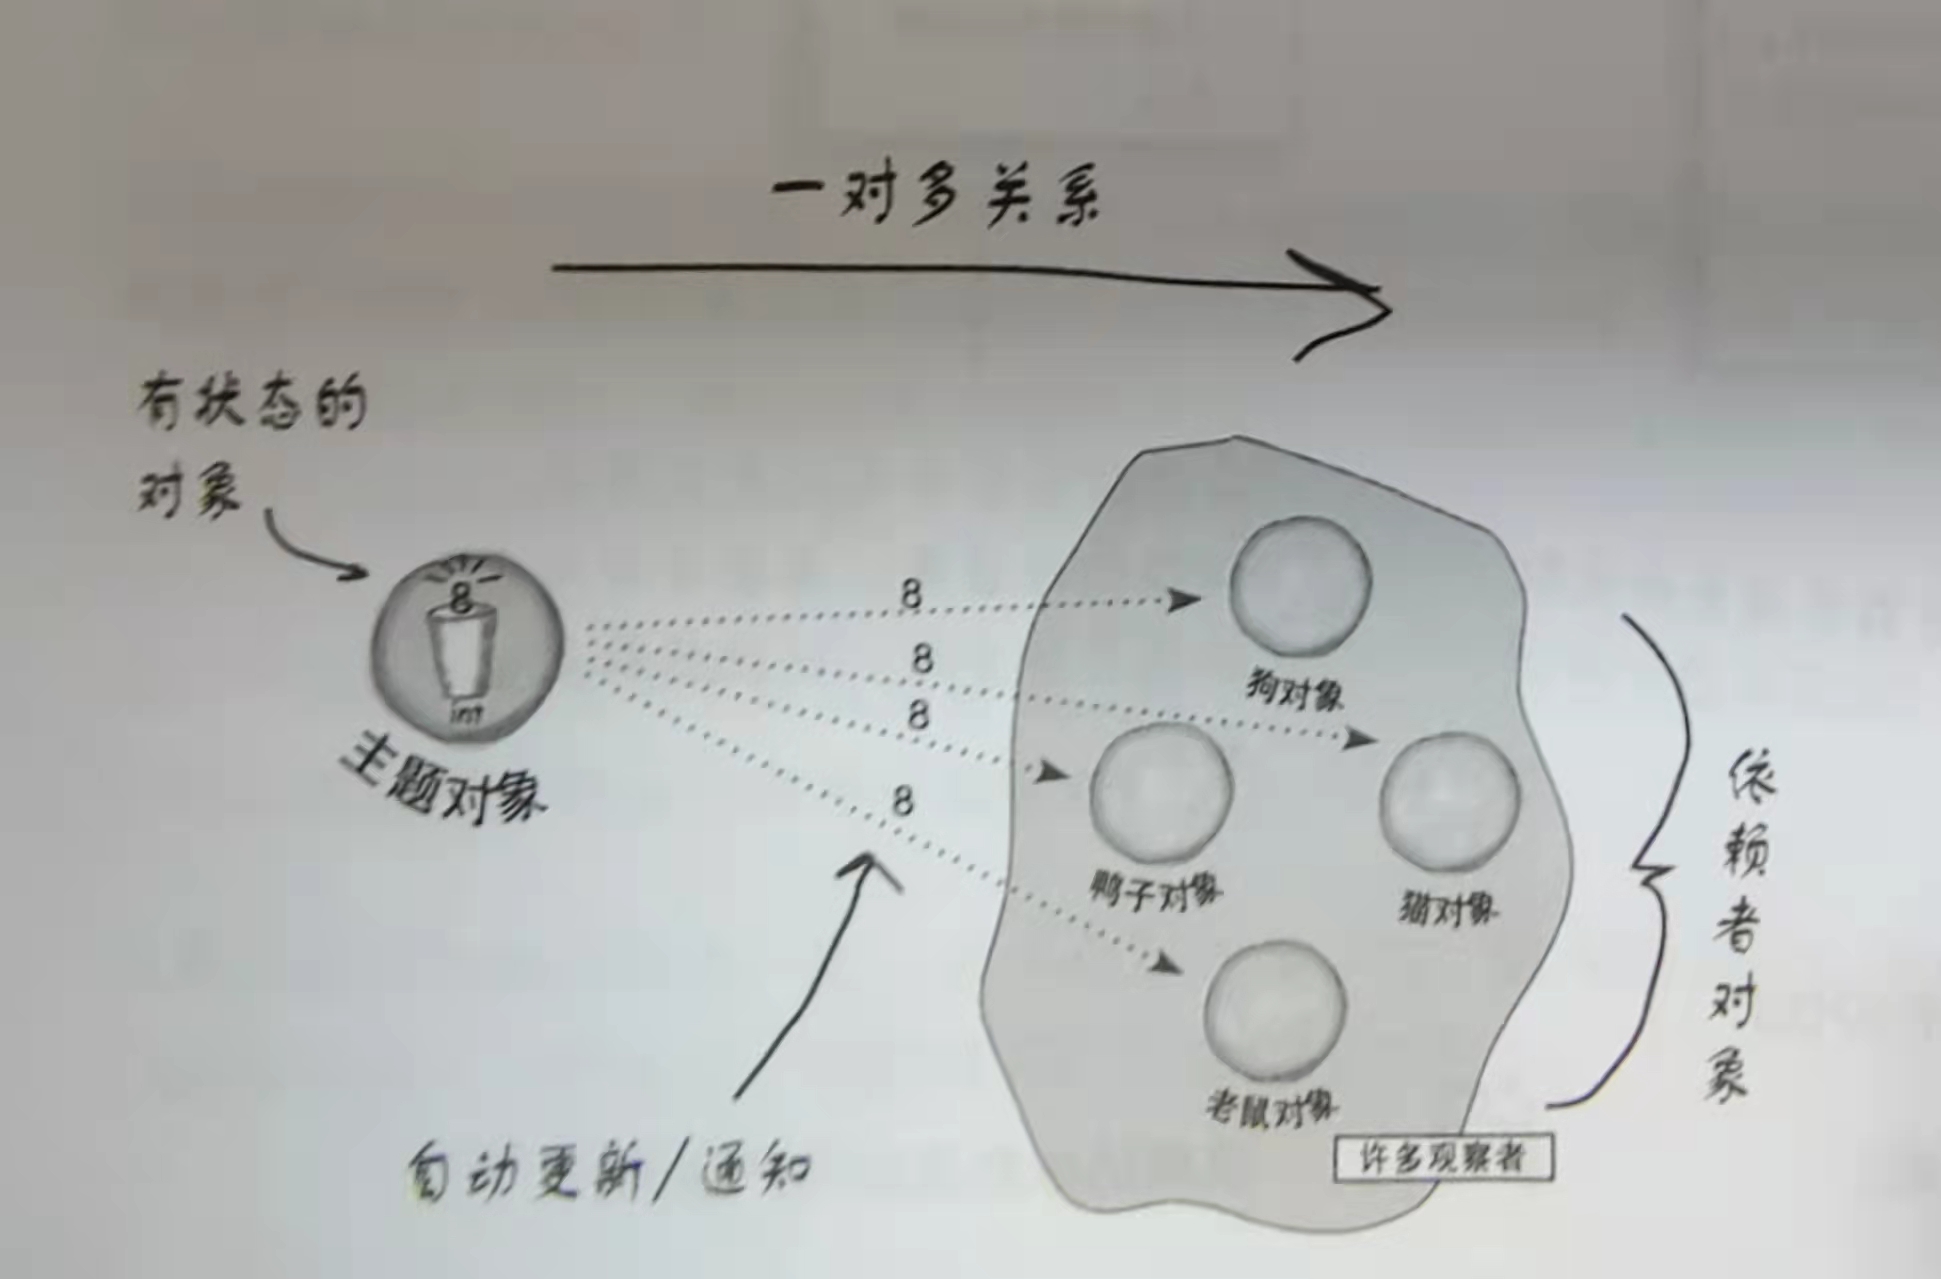 一对多关系
有状态的
对象
8
int
主题对象
8
8
8
8
狗对象
鸭子对象
猫对象
老鼠对象
许多观察者
依赖者对象
自动更新/通知